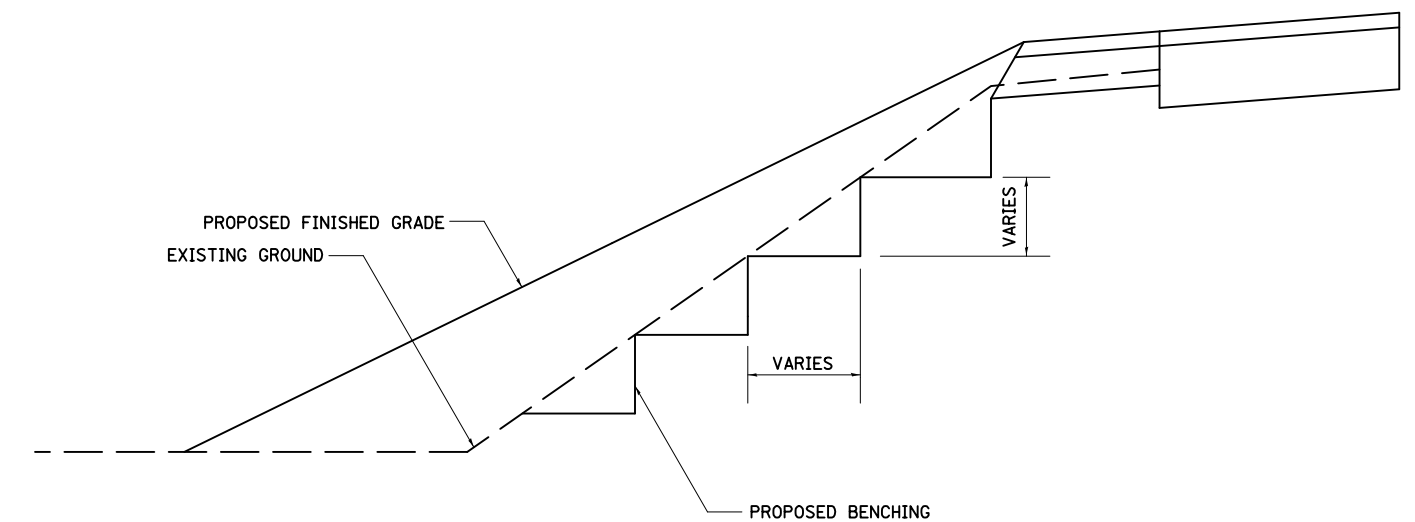 PROPOSED FINISHED GRADE
EXISTING GROUND
VARIES
VARIES
PROPOSED BENCHING